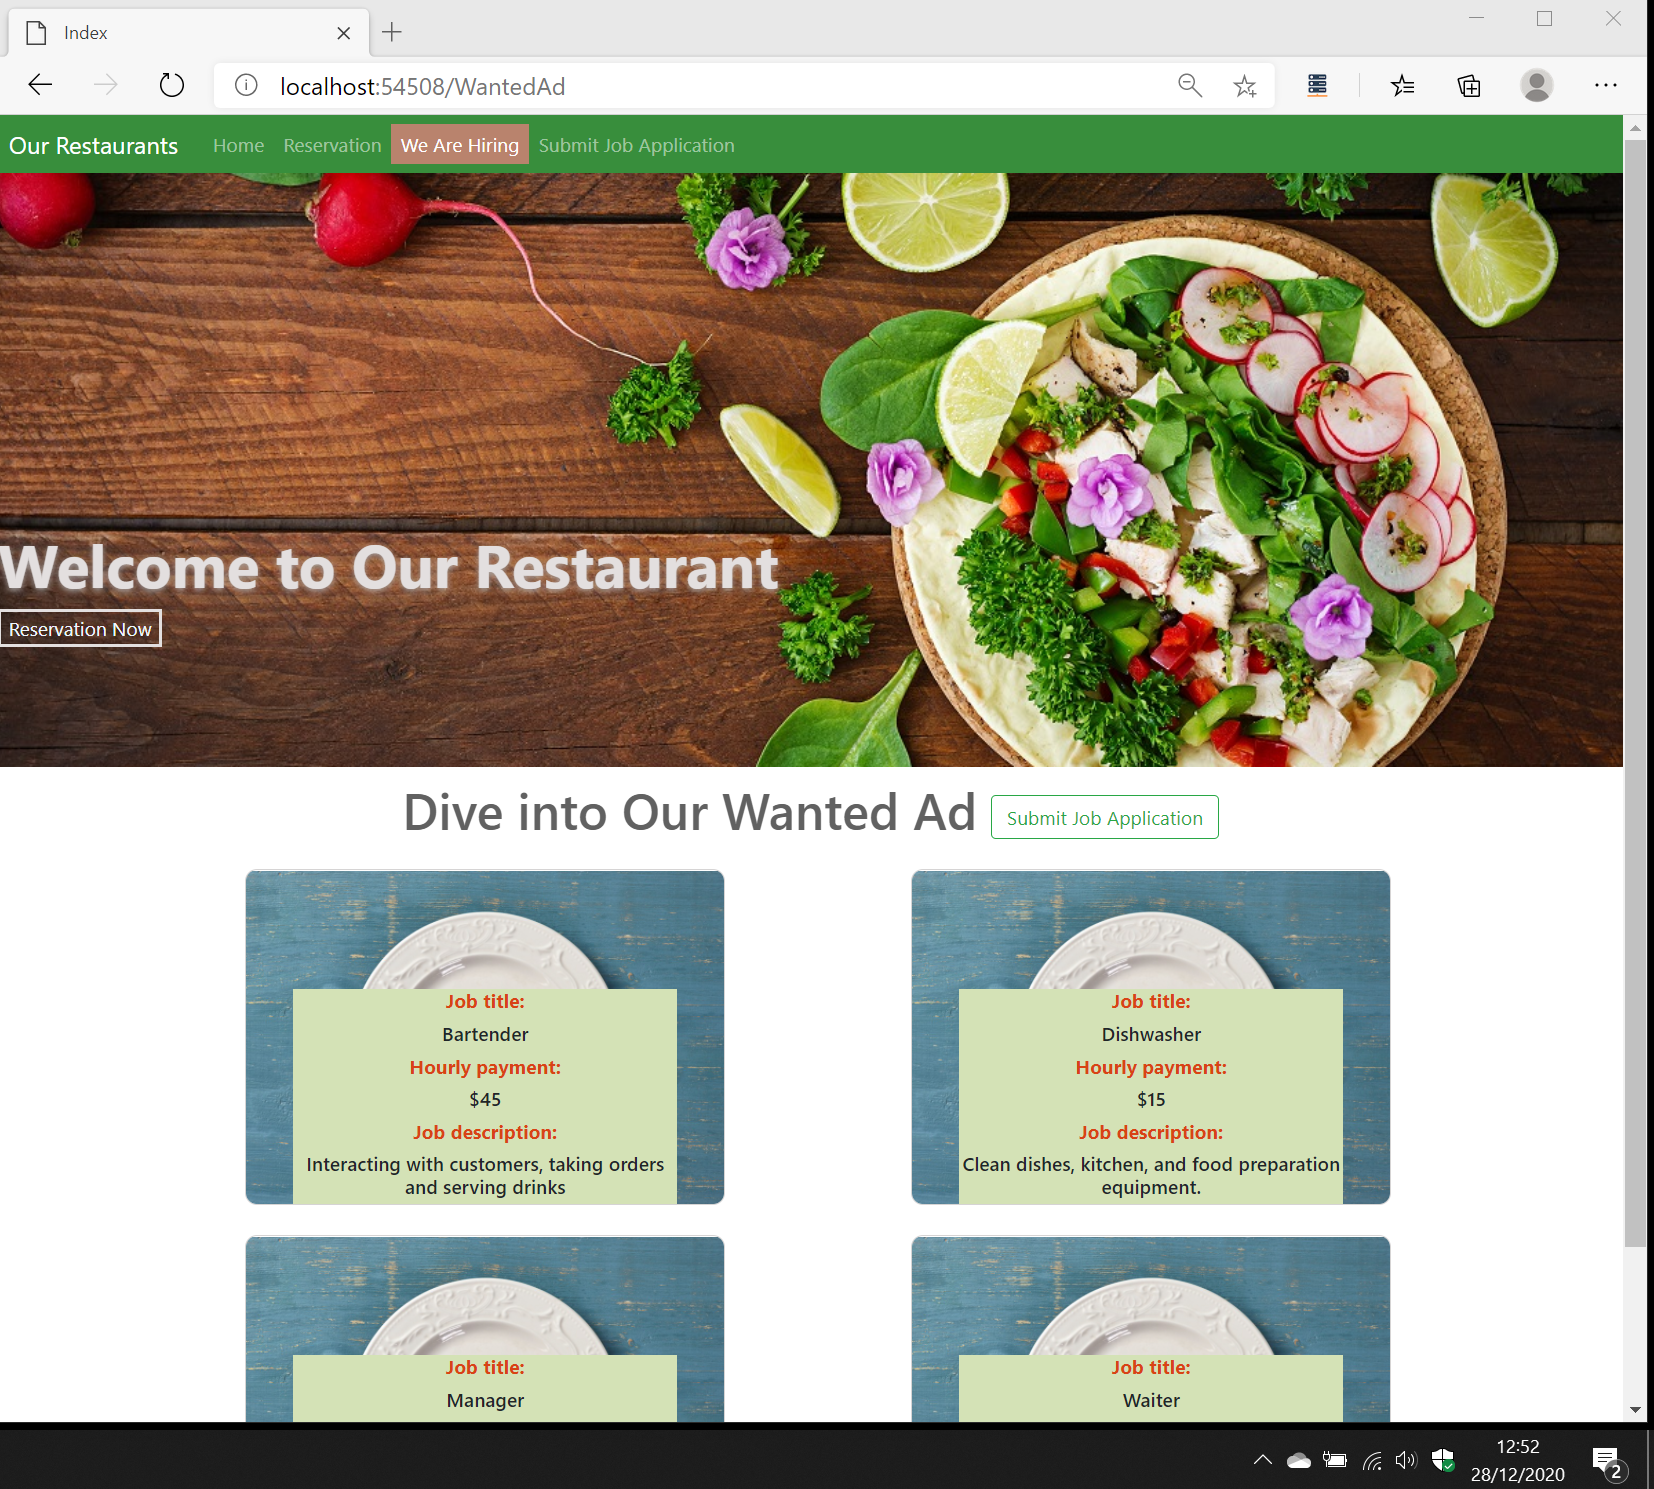 Index
localhost:54508/WantedAd
Our Restaurants Home Reservation We Are Hiring Submit Job Application
Welcome to Our Restaurant
Reservation Now
Dive into Our Wanted Ad Submit Job Application
Job title:
Bartender
Hourly payment:
$45
Job description:
Interacting with customers, taking orders
and serving drinks
Job title:
Dishwasher
Hourly payment:
$15
Job description:
Clean dishes, kitchen, and food preparation
equipment.
Job title:
Manager
Job title:
Waiter
12:52
28/12/2020
2